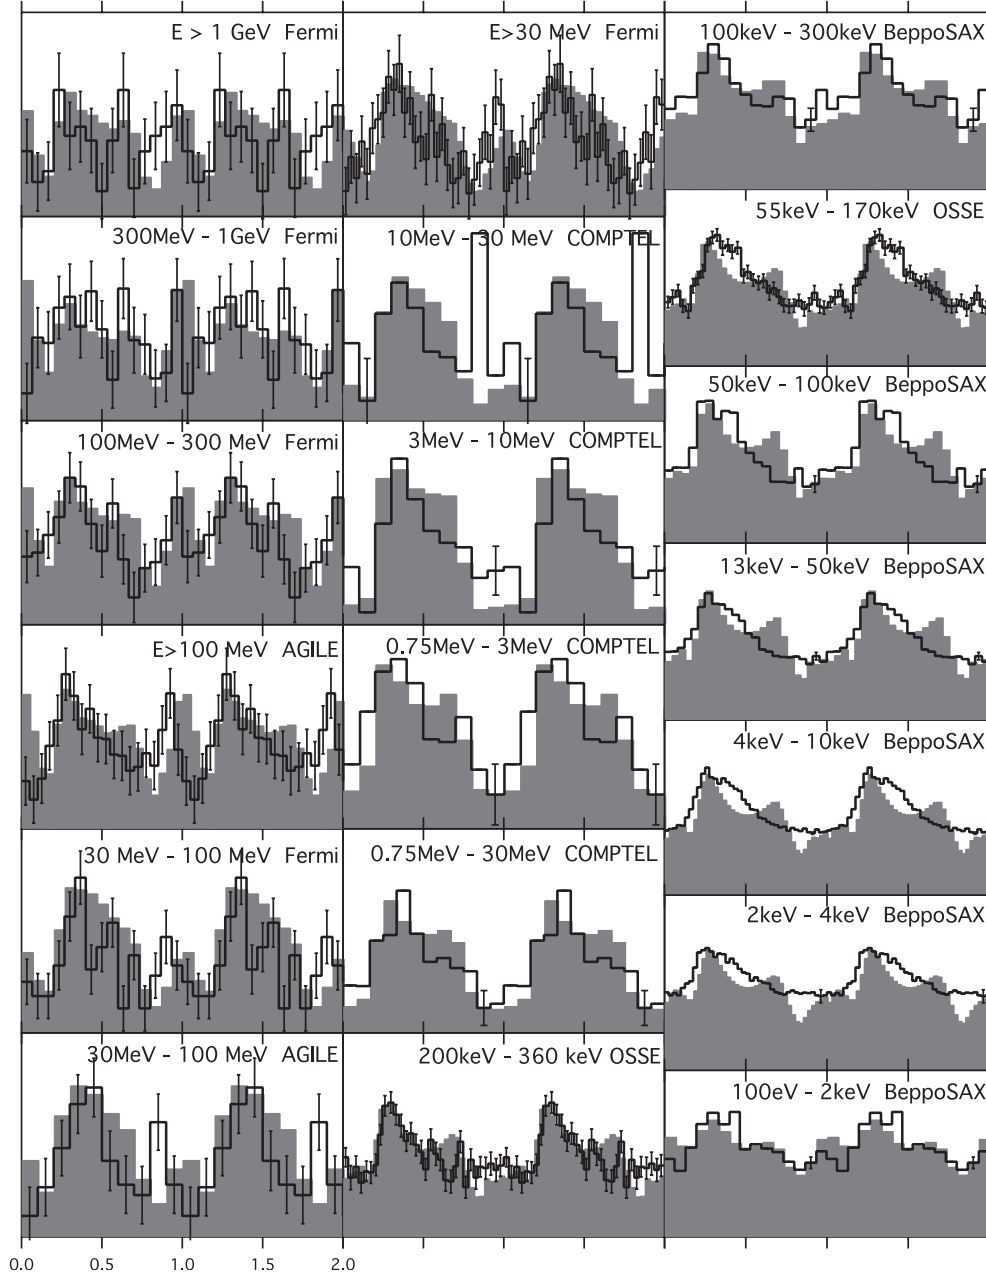 E > 1 GeV Fermi
300MeV - 1GeV Fermi
100MeV - 300 MeV Fermi
E>100 MeV AGILE
30 MeV - 100 MeV Fermi
30MeV - 100 MeV AGILE
0.0 0.5 1.0 1.5 2.0
E>30 MeV Fermi
10MeV - 30 MeV COMPTEL
3MeV - 10MeV COMPTEL
0.75MeV - 3MeV COMPTEL
0.75MeV - 30MeV COMPTEL
200keV - 360 keV OSSE
100keV - 300keV BeppoSAX
55keV - 170keV OSSE
50keV - 100keV BeppoSAX
13keV - 50keV BeppoSAX
4keV - 10keV BeppoSAX
2keV - 4keV BeppoSAX
100eV - 2keV BeppoSAX